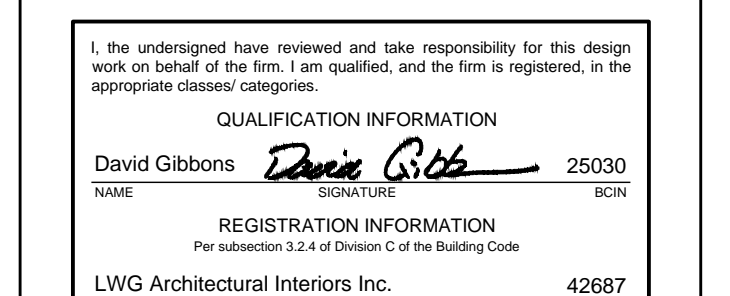 I, the undersigned have reviewed and take responsibility for this design
work on behalf of the firm. I am qualified, and the firm is registered, in the
appropriate classes/ categories.
QUALIFICATION INFORMATION
David Gibbons David Gibb 25030
NAME SIGNATURE BCIN
REGISTRATION INFORMATION
Per subsection 3.2.4 of Division C of the Building Code
LWG Architectural Interiors Inc. 42687